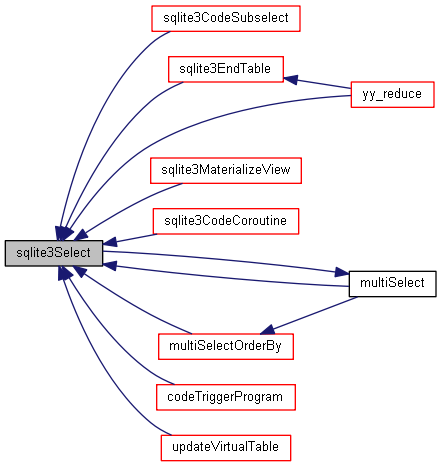 sqlite3CodeSubselect
sqlite3EndTable
yy_reduce
sqlite3MaterializeView
sqlite3CodeCoroutine
sqlite3Select
multiSelect
multiSelectOrderBy
codeTriggerProgram
updateVirtualTable